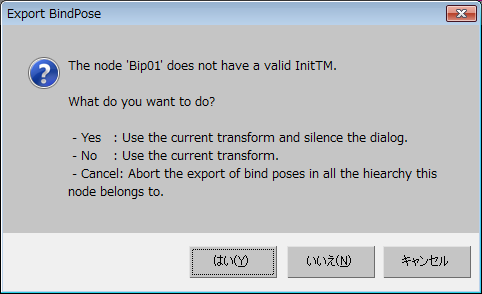 Export BindPose
The node 'Bip01' does not have a valid InitTM.
What do you want to do?
- Yes : Use the current transform and silence the dialog.
- No : Use the current transform.
- Cancel: Abort the export of bind poses in all the hiearchy this
node belongs to.
はい(Y)
いいえ(N)
キャンセル